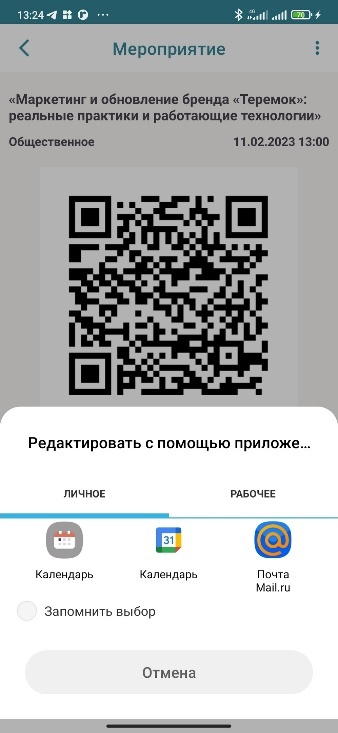 13:24
4G
70
Мероприятие
«Маркетинг и обновление бренда «Теремок»:
реальные практики и работающие технологии»
Общественное 11.02.2023 13:00
Редактировать с помощью приложе...
ЛИЧНОЕ РАБОЧЕЕ
31
Календарь Календарь Почта
Mail.ru
Запомнить выбор
Отмена